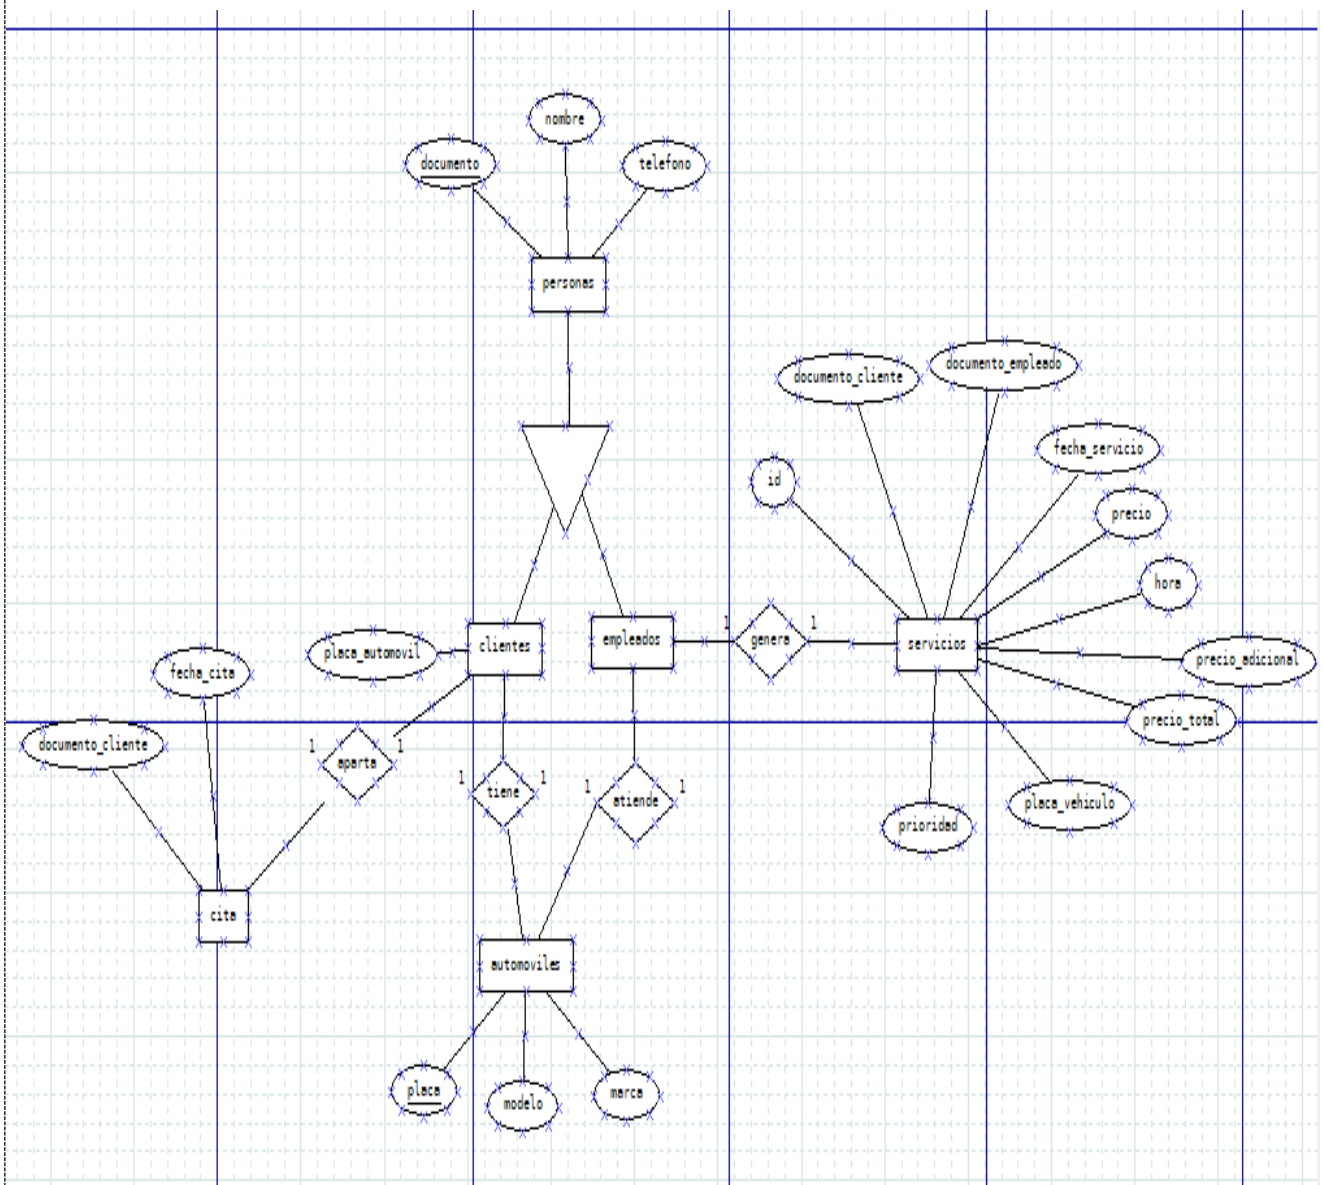 nombre
documento
telefono
personas
documento_cliente
documento_empleado
fecha_servicio
id
precio
hora
clientes
empleados
1
genera
1
servicios
placa_automovil
precio_adicional
fecha_cita
precio_total
documento_cliente
1
aparta
1
1
tiene
1
1
atiende
1
prioridad
placa_vehiculo
cita
automoviles
placa
modelo
marca